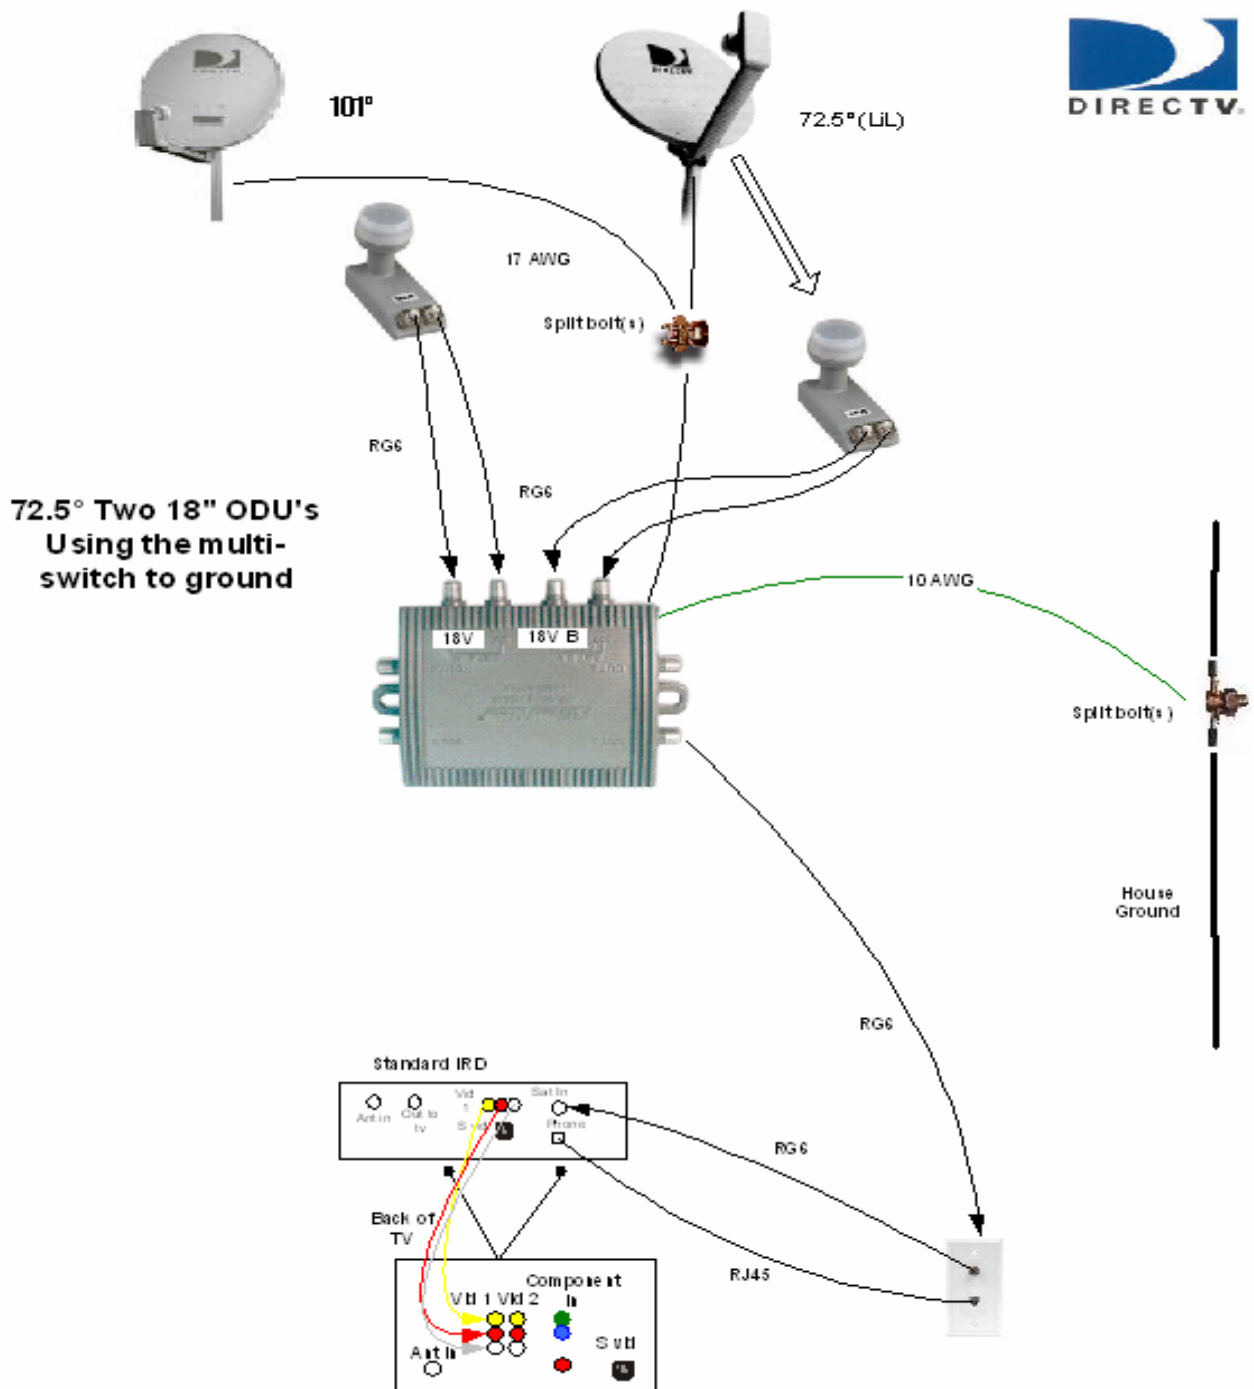 DIRECTV
101°
72.5° (LiL)
17 AWG
Split bolt(s)
RG6
RG6
72.5° Two 18" ODU's
Using the multi-
switch to ground
10 AWG
18V
18V B
Split bolt(s)
House
Ground
RG6
Standard IRD
Ant in
Out to
tv
Vid
1
S vid
Sat In
Phone
RG6
Back of
TV
RJ45
Component
In
Vid 1 Vid 2
Ant In
S vid